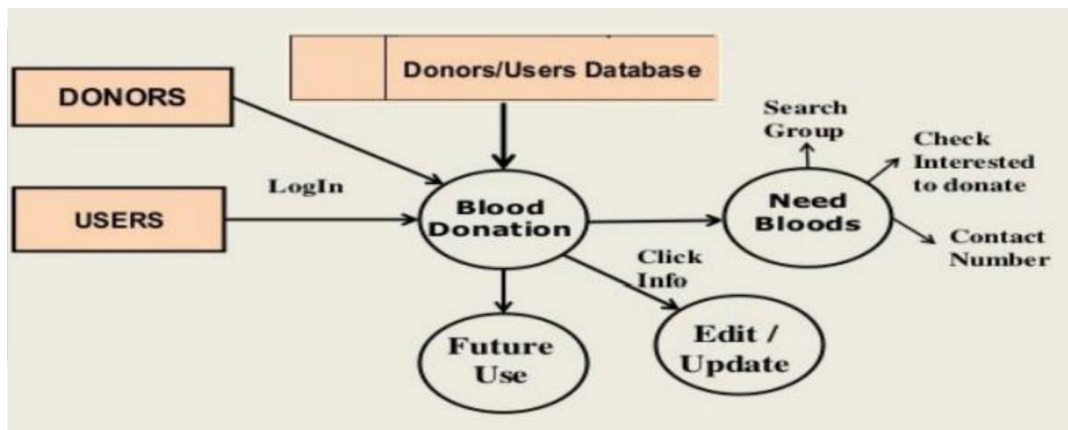 Donors/Users Database
DONORS
Search
Group
Check
Interested
to donate
LogIn
USERS
Blood
Donation
Need
Bloods
Contact
Number
Click
Info
Future
Use
Edit /
Update